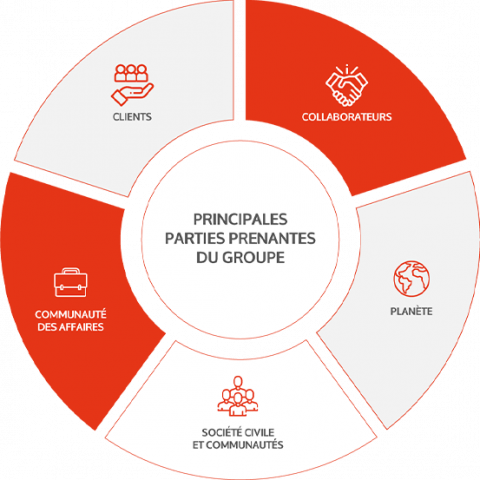 CLIENTS
COLLABORATEURS
PRINCIPALES
PARTIES PRENANTES
DU GROUPE
COMMUNAUTÉ
DES AFFAIRES
PLANÈTE
SOCIÉTÉ CIVILE
ET COMMUNAUTÉS